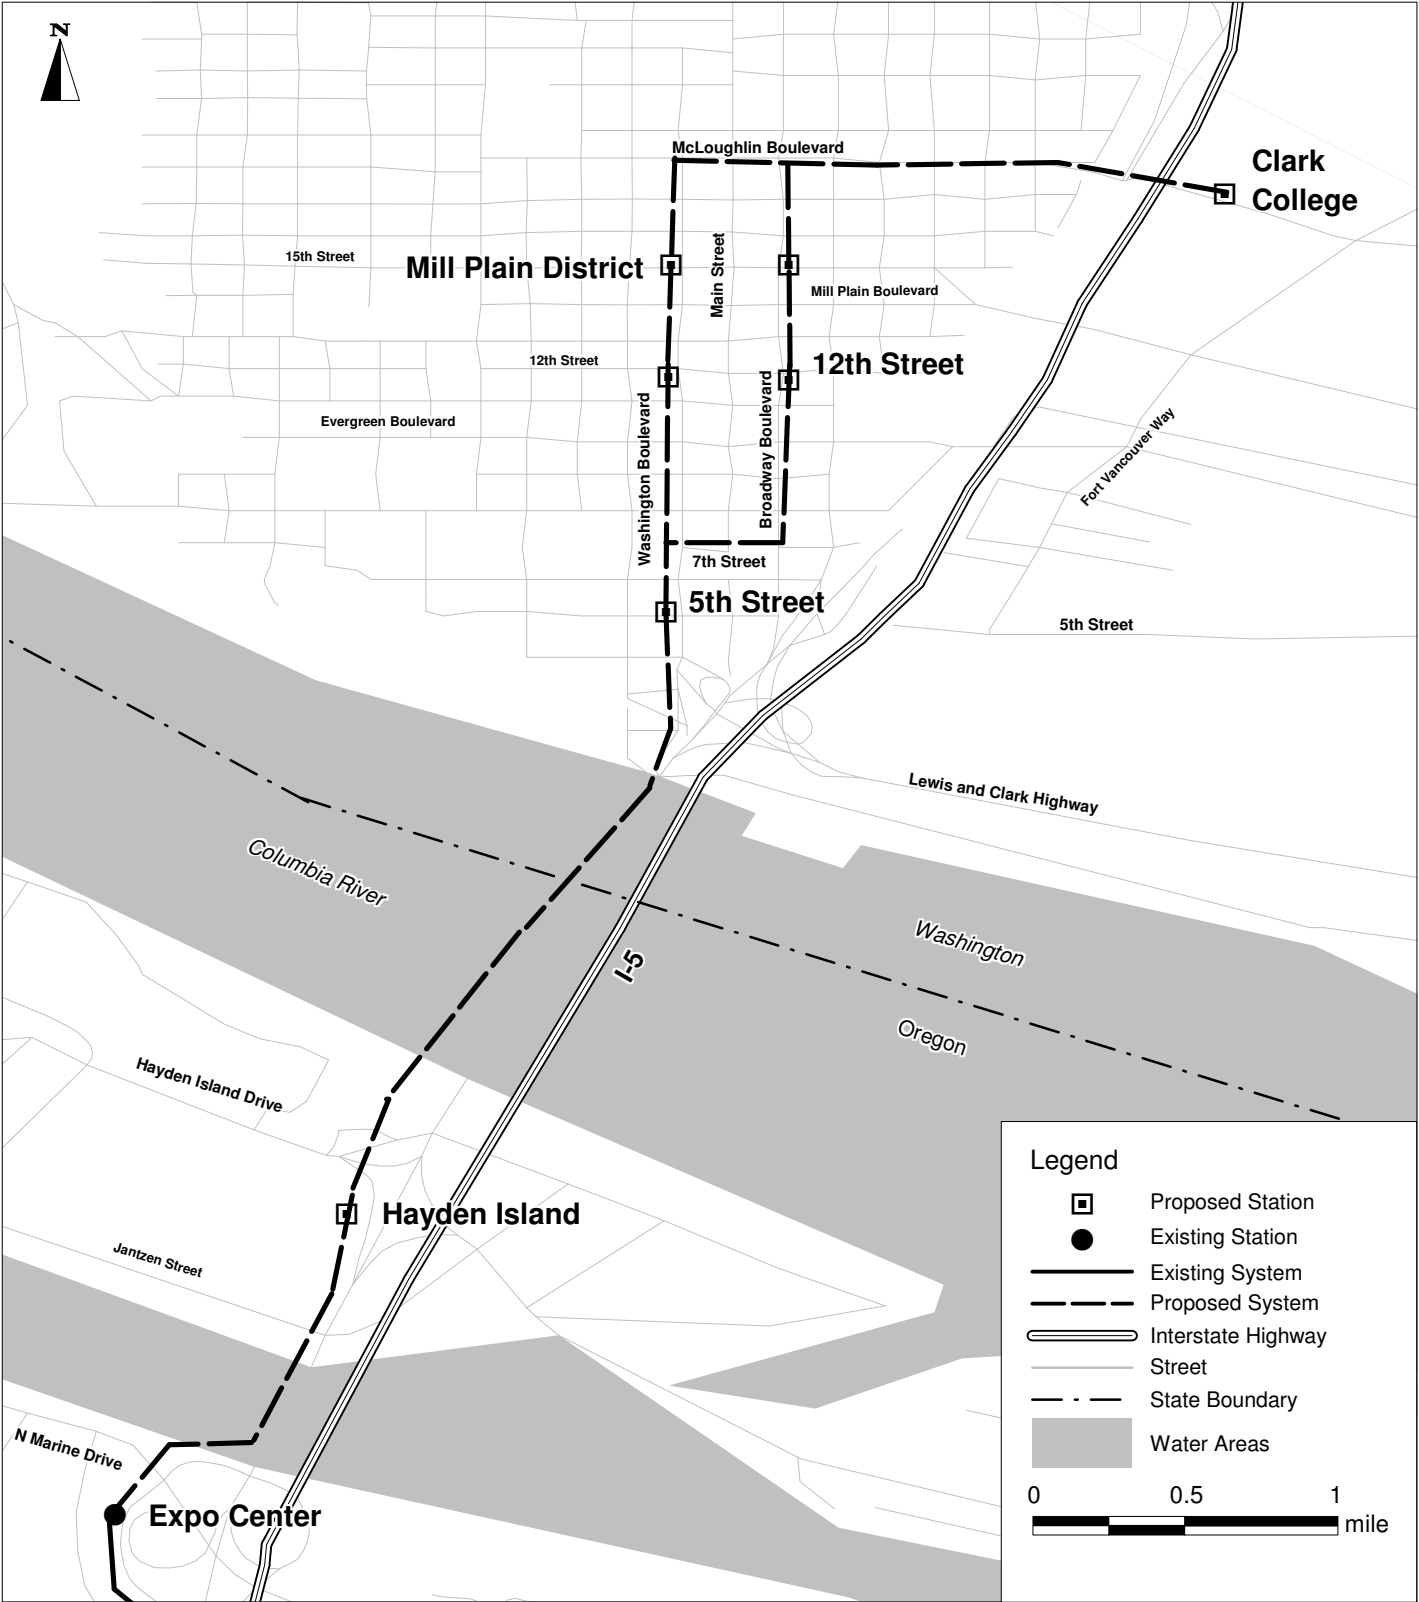 N
McLoughlin Boulevard
Clark
College
15th Street
Mill Plain District
Main Street
Mill Plain Boulevard
12th Street
12th Street
Evergreen Boulevard
Washington Boulevard
Broadway Boulevard
Fort Vancouver Way
7th Street
5th Street
5th Street
Lewis and Clark Highway
Columbia River
Washington
I-5
Oregon
Hayden Island Drive
Hayden Island
Jantzen Street
N Marine Drive
Expo Center
Legend
Proposed Station
Existing Station
Existing System
Proposed System
Interstate Highway
Street
State Boundary
Water Areas
0 0.5 1
mile